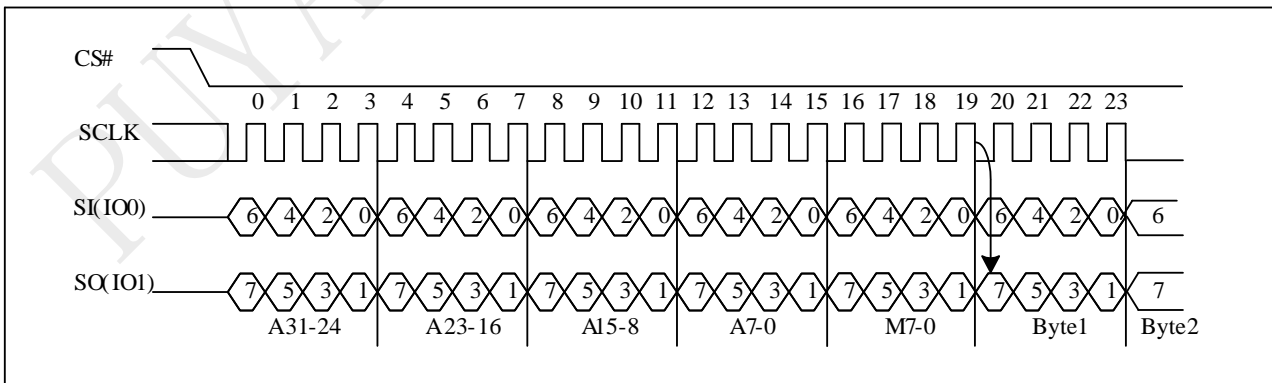 PUYA
CS#
0 1 2 3 4 5 6 7 8 9 10 11 12 13 14 15 16 17 18 19 20 21 22 23
SCLK
SI(IO0) 6 4 2 0 6 4 2 0 6 4 2 0 6 4 2 0 6 4 2 0 6 4 2 0 6
SO(IO1) 7 5 3 1 7 5 3 1 7 5 3 1 7 5 3 1 7 5 3 1 7 5 3 1 7
A31-24 A23-16 A15-8 A7-0 M7-0 Byte1 Byte2